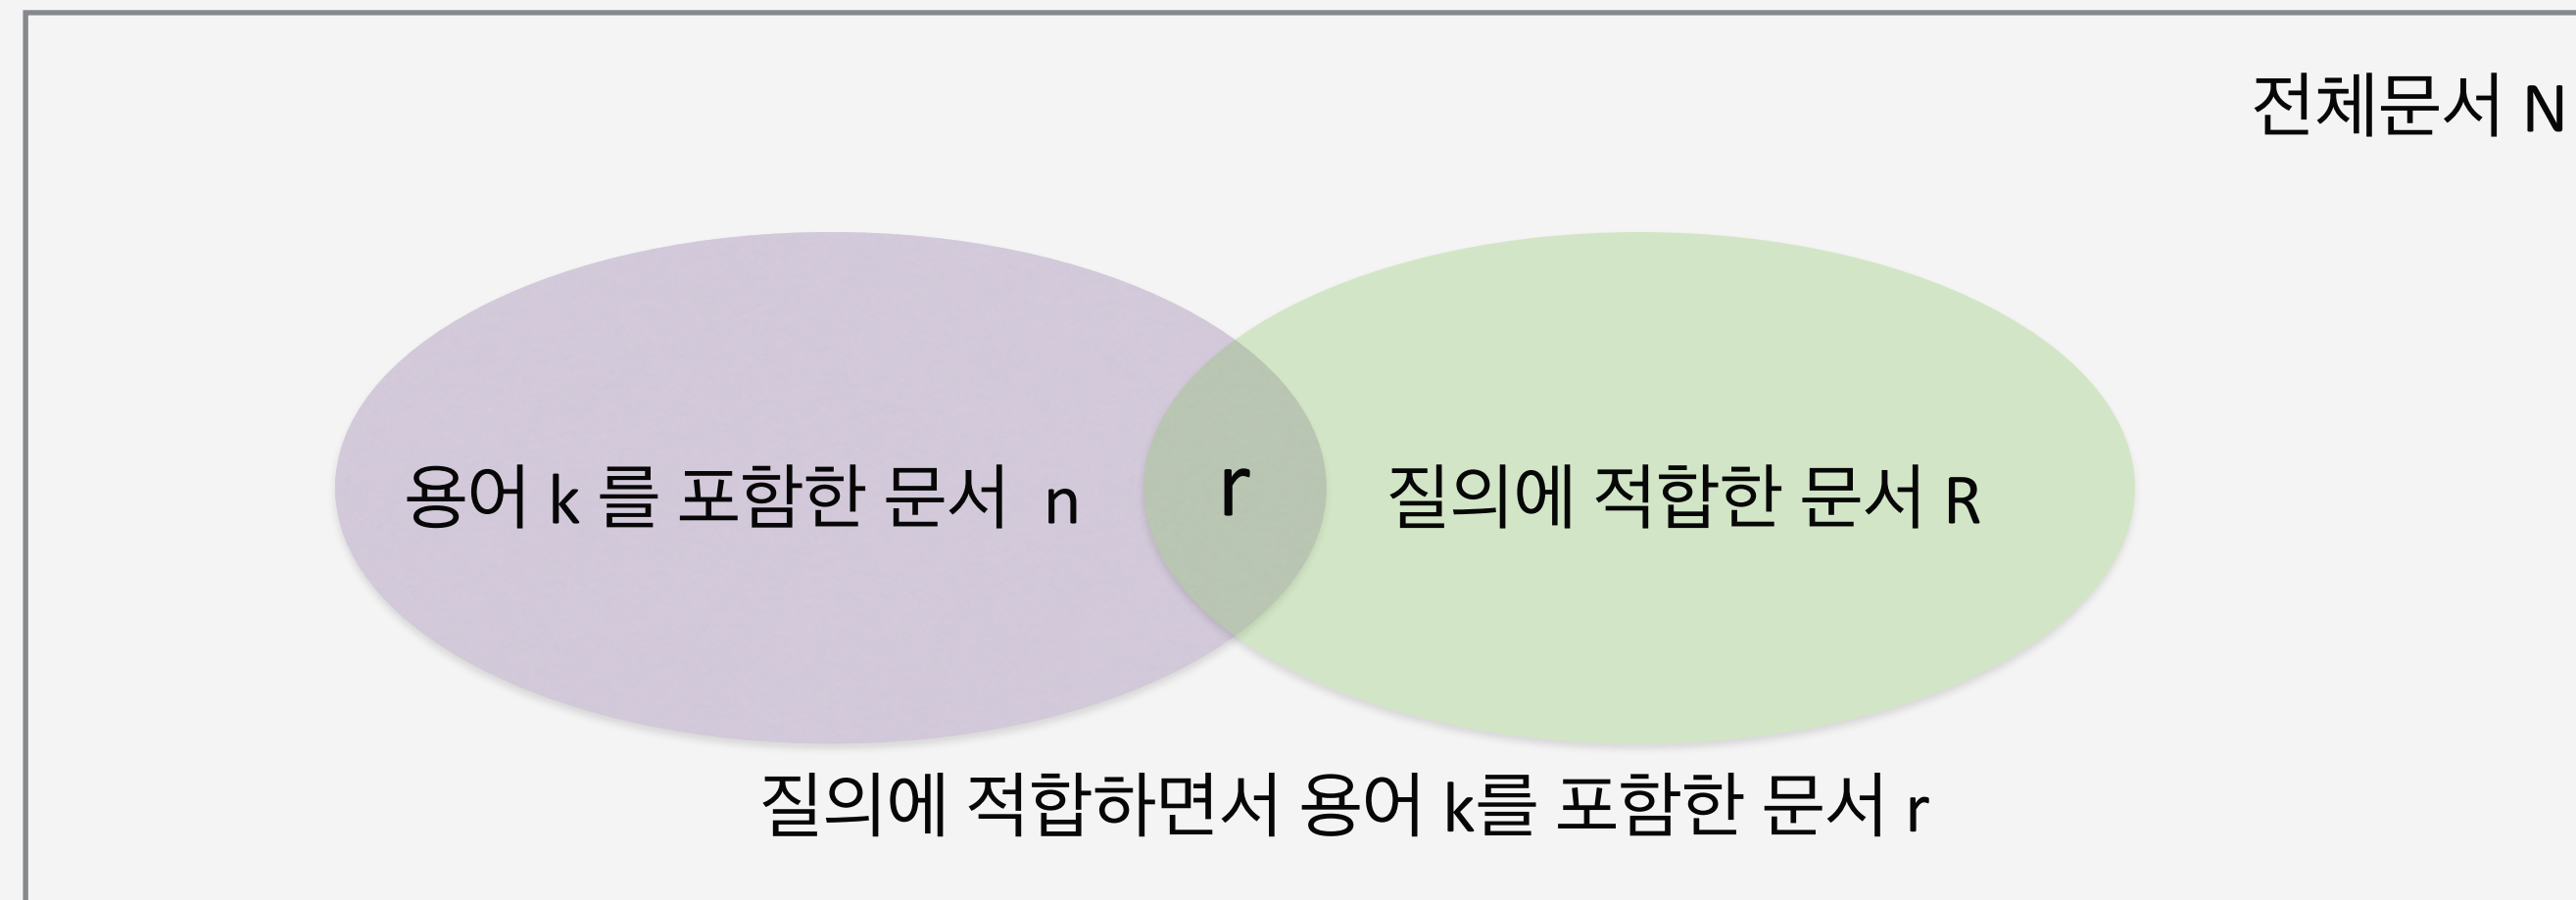 전체문서 N
용어 k 를 포함한 문서 n
r
질의에 적합한 문서 R
질의에 적합하면서 용어 k를 포함한 문서 r